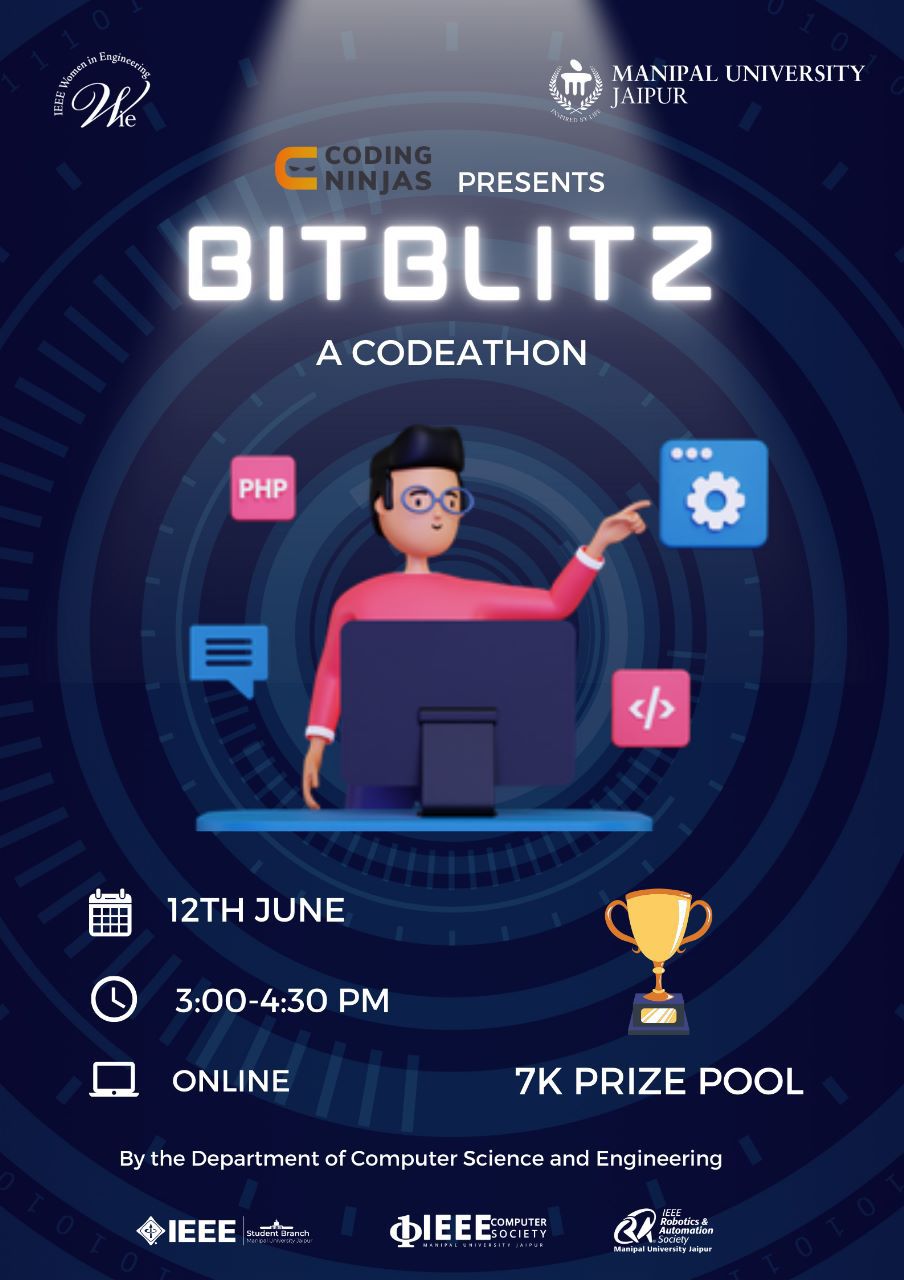 IEEE Women in Engineering
Wie
MANIPAL UNIVERSITY
JAIPUR
INSPIRED BY LIFE
CODING
NINJAS
PRESENTS
BITBLITZ
A CODEATHON
PHP
</>
12TH JUNE
3:00-4:30 PM
ONLINE
7K PRIZE POOL
By the Department of Computer Science and Engineering
IEEE
Student Branch
Manipal University Jaipur
IEEE COMPUTER
SOCIETY
MANIPAL UNIVERSITY JAIPUR
IEEE
Robotics &
Automation
Society
Manipal University Jaipur